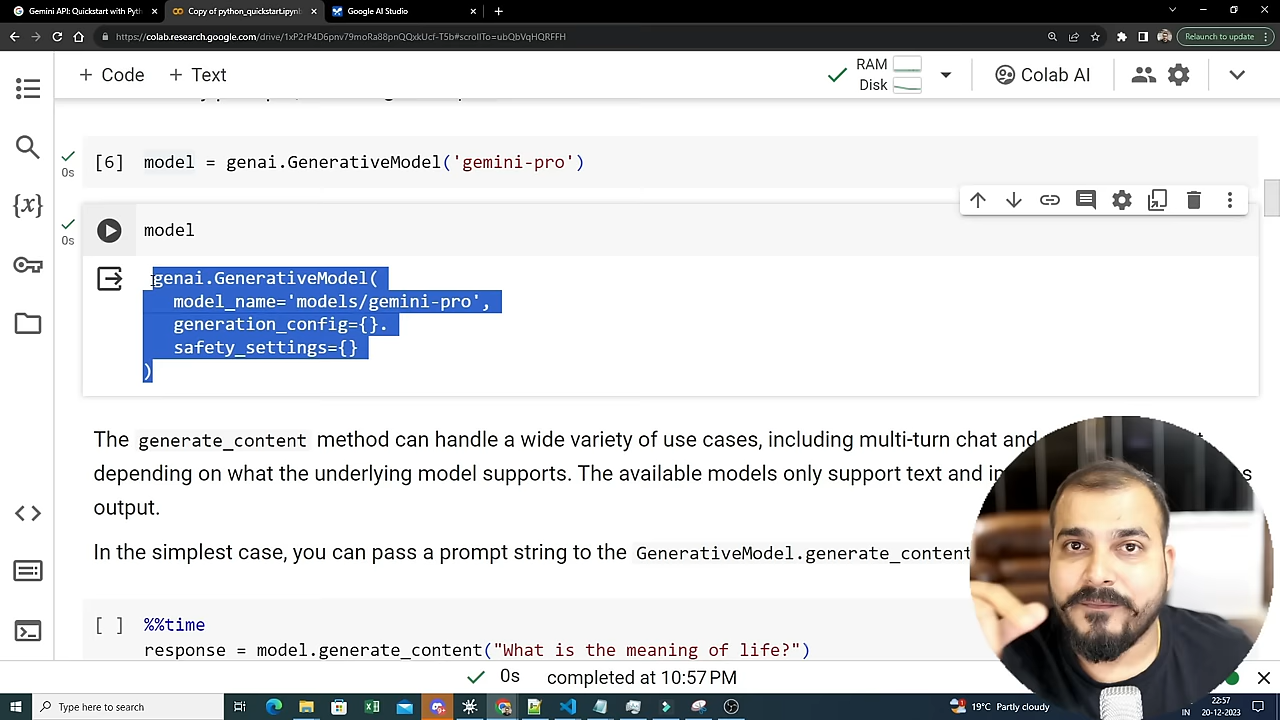 Gemini API: Quickstart with Pyth
Copy of python_quickstart.ipynb
Google AI Studio
https://colab.research.google.com/drive/1xP2rP4D6pnv79moRa88pnQQxkUcf-T5b#scrollTo=ubQbVqHQRFFH
Relaunch to update
+ Code + Text
RAM
Disk
Colab AI
[6] model = genai.GenerativeModel('gemini-pro')
0s
model
0s
genai.GenerativeModel(
model_name='models/gemini-pro',
generation_config={}.
safety_settings={}
)
The generate_content method can handle a wide variety of use cases, including multi-turn chat and
depending on what the underlying model supports. The available models only support text and
output.
In the simplest case, you can pass a prompt string to the GenerativeModel.generate_content
[ ] %%time
response = model.generate_content("What is the meaning of life?")
0s completed at 10:57 PM
Type here to search
19°C Partly cloudy
ENG
IN
22:57
20-12-2023